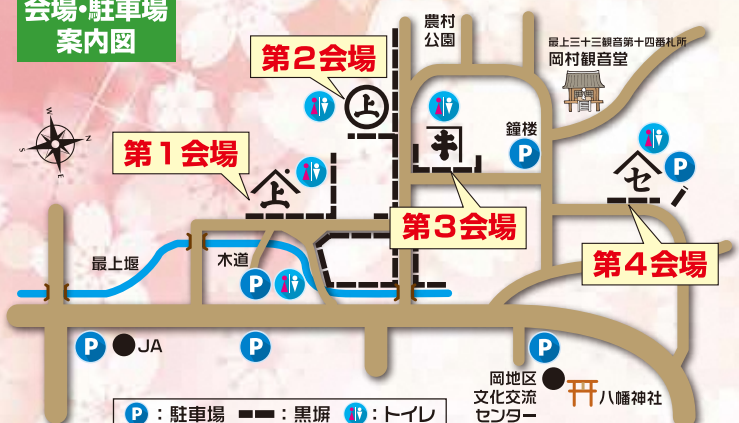 会場・駐車場
案内図
農村
公園
第2会場
最上三十三観音第十四番札所
岡村観音堂
上
鐘楼
P
N
W
E
S
第1会場
上
セ
P
第3会場
第4会場
最上堰
木道
P
P
JA
P
P
岡地区
文化交流
センター
八幡神社
P:駐車場 :黒塀 :トイレ